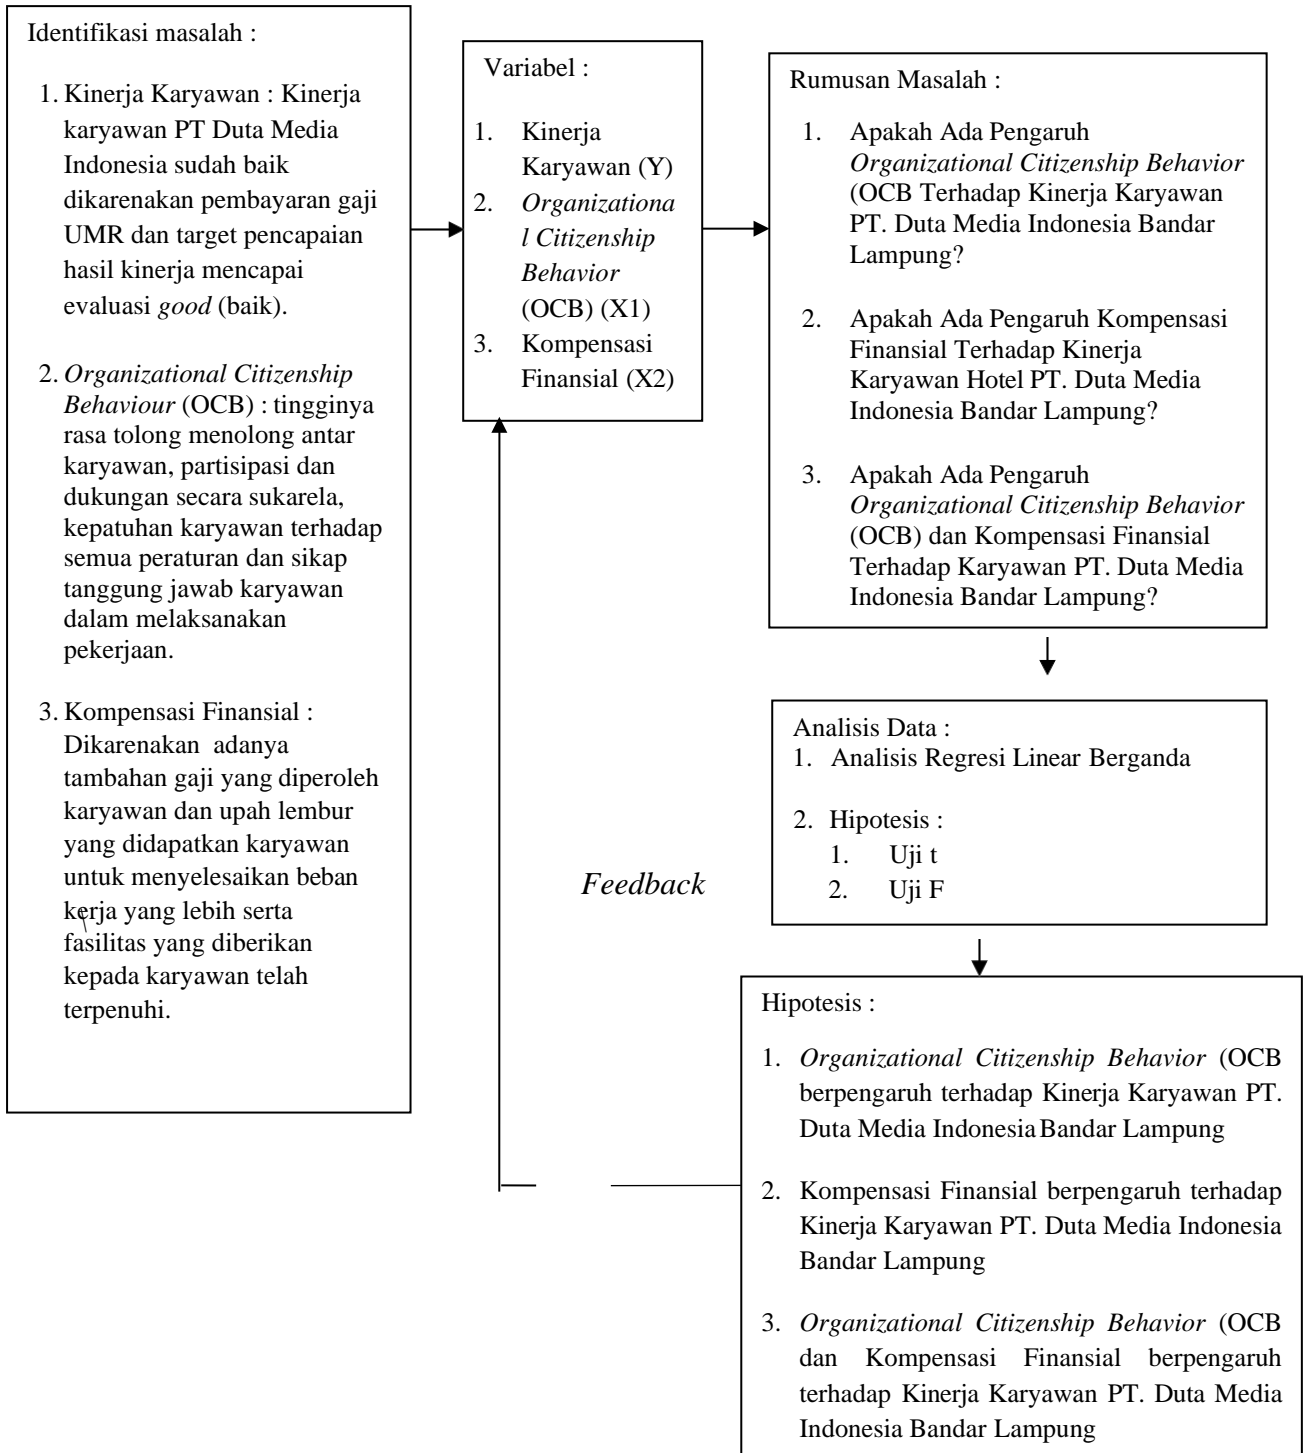 Identifikasi masalah :
1. Kinerja Karyawan : Kinerja
karyawan PT Duta Media
Indonesia sudah baik
dikarenakan pembayaran gaji
UMR dan target pencapaian
hasil kinerja mencapai
evaluasi good (baik).
2. Organizational Citizenship
Behaviour (OCB) : tingginya
rasa tolong menolong antar
karyawan, partisipasi dan
dukungan secara sukarela,
kepatuhan karyawan terhadap
semua peraturan dan sikap
tanggung jawab karyawan
dalam melaksanakan
pekerjaan.
3. Kompensasi Finansial :
Dikarenakan adanya
tambahan gaji yang diperoleh
karyawan dan upah lembur
yang didapatkan karyawan
untuk menyelesaikan beban
kerja yang lebih serta
fasilitas yang diberikan
kepada karyawan telah
terpenuhi.
Variabel :
1. Kinerja
Karyawan (Y)
2. Organizationa
l Citizenship
Behavior
(OCB) (X1)
3. Kompensasi
Finansial (X2)
Rumusan Masalah :
1. Apakah Ada Pengaruh
Organizational Citizenship Behavior
(OCB Terhadap Kinerja Karyawan
PT. Duta Media Indonesia Bandar
Lampung?
2. Apakah Ada Pengaruh Kompensasi
Finansial Terhadap Kinerja
Karyawan Hotel PT. Duta Media
Indonesia Bandar Lampung?
3. Apakah Ada Pengaruh
Organizational Citizenship Behavior
(OCB) dan Kompensasi Finansial
Terhadap Karyawan PT. Duta Media
Indonesia Bandar Lampung?
Analisis Data :
1. Analisis Regresi Linear Berganda
2. Hipotesis :
1. Uji t
2. Uji F
Feedback
Hipotesis :
1. Organizational Citizenship Behavior (OCB
berpengaruh terhadap Kinerja Karyawan PT.
Duta Media Indonesia Bandar Lampung
2. Kompensasi Finansial berpengaruh terhadap
Kinerja Karyawan PT. Duta Media Indonesia
Bandar Lampung
3. Organizational Citizenship Behavior (OCB
dan Kompensasi Finansial berpengaruh
terhadap Kinerja Karyawan PT. Duta Media
Indonesia Bandar Lampung